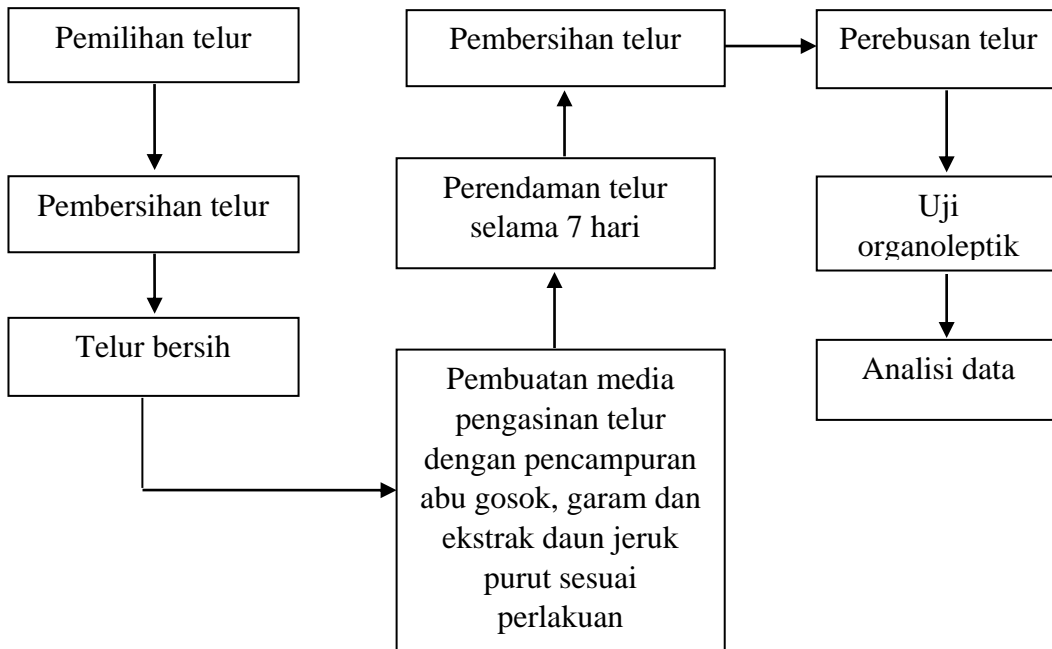 Pemilihan telur
Pembersihan telur
Telur bersih
Pembuatan media
pengasinan telur
dengan pencampuran
abu gosok, garam dan
ekstrak daun jeruk
purut sesuai
perlakuan
Perendaman telur
selama 7 hari
Pembersihan telur
Perebusan telur
Uji
organoleptik
Analisi data